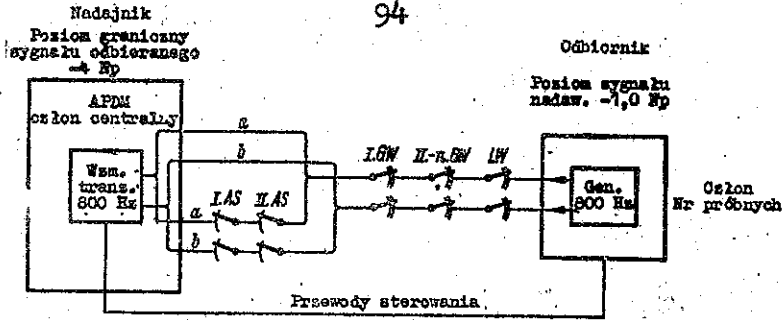 94
Nadajnik
Poziom graniczny
sygnału odbieranego
-4 Np
APDM
człon centralny
Wzm.
tranz.
800 Hz
a
b
a
b
I.AS
II.AS
I.GW
II.-n.GW
LW
Odbiornik
Poziom sygnału
nadaw. -1,0 Np
Gen.
800 Hz
Człon
Nr próbnych
Przewody sterowania